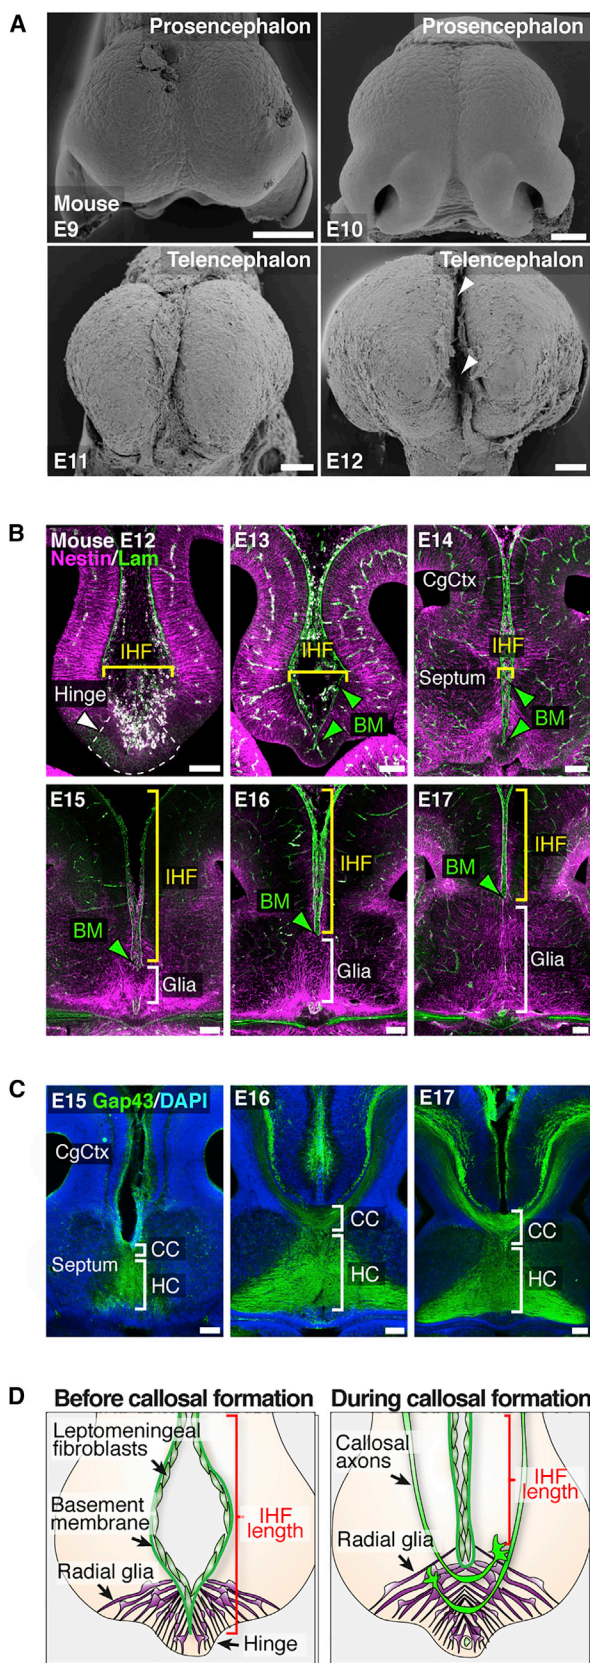 A
Prosencephalon
Prosencephalon
Mouse
E9
E10
Telencephalon
Telencephalon
E11
E12
B
Mouse E12
Nestin/Lam
IHF
Hinge
E13
IHF
BM
E14
CgCtx
IHF
Septum
BM
E15
IHF
BM
Glia
E16
IHF
BM
Glia
E17
IHF
BM
Glia
C
E15 Gap43/DAPI
CgCtx
CC
Septum
HC
E16
CC
HC
E17
CC
HC
D
Before callosal formation
Leptomeningeal
fibroblasts
Basement
membrane
IHF
length
Radial glia
Hinge
During callosal formation
Callosal
axons
IHF
length
Radial glia